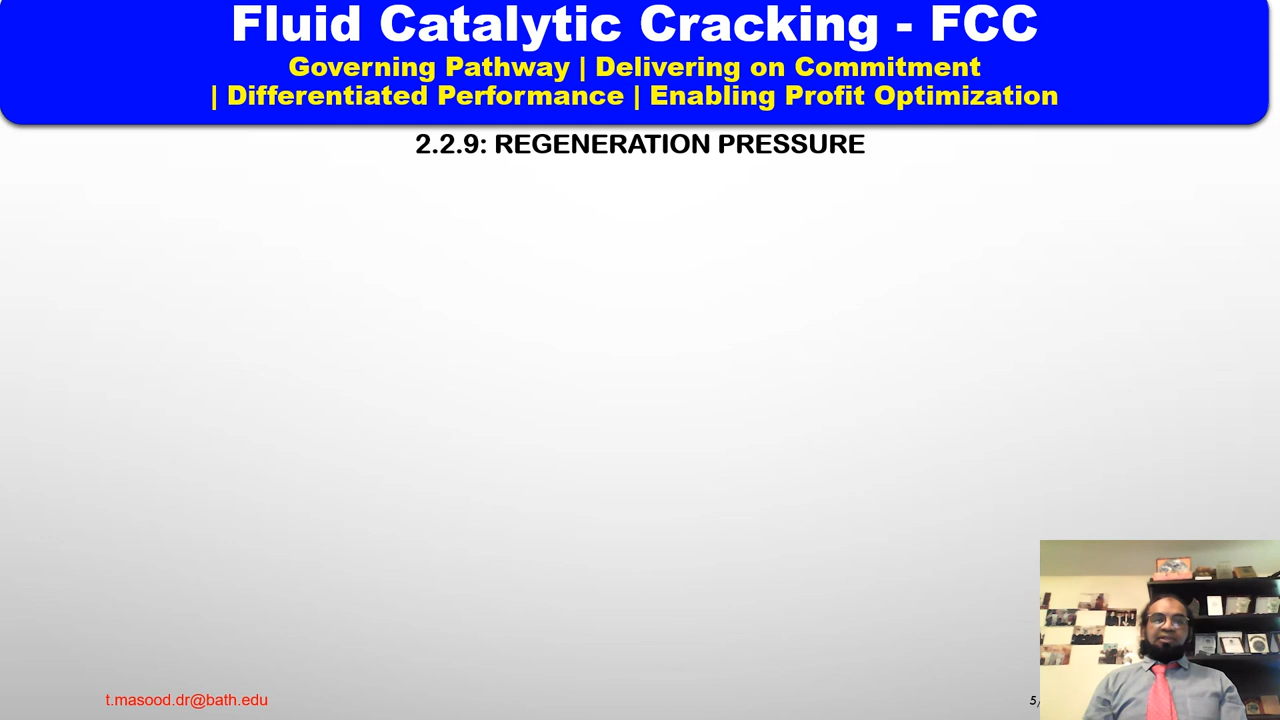 Fluid Catalytic Cracking - FCC
Governing Pathway | Delivering on Commitment
| Differentiated Performance | Enabling Profit Optimization
2.2.9: REGENERATION PRESSURE
t.masood.dr@bath.edu
5/